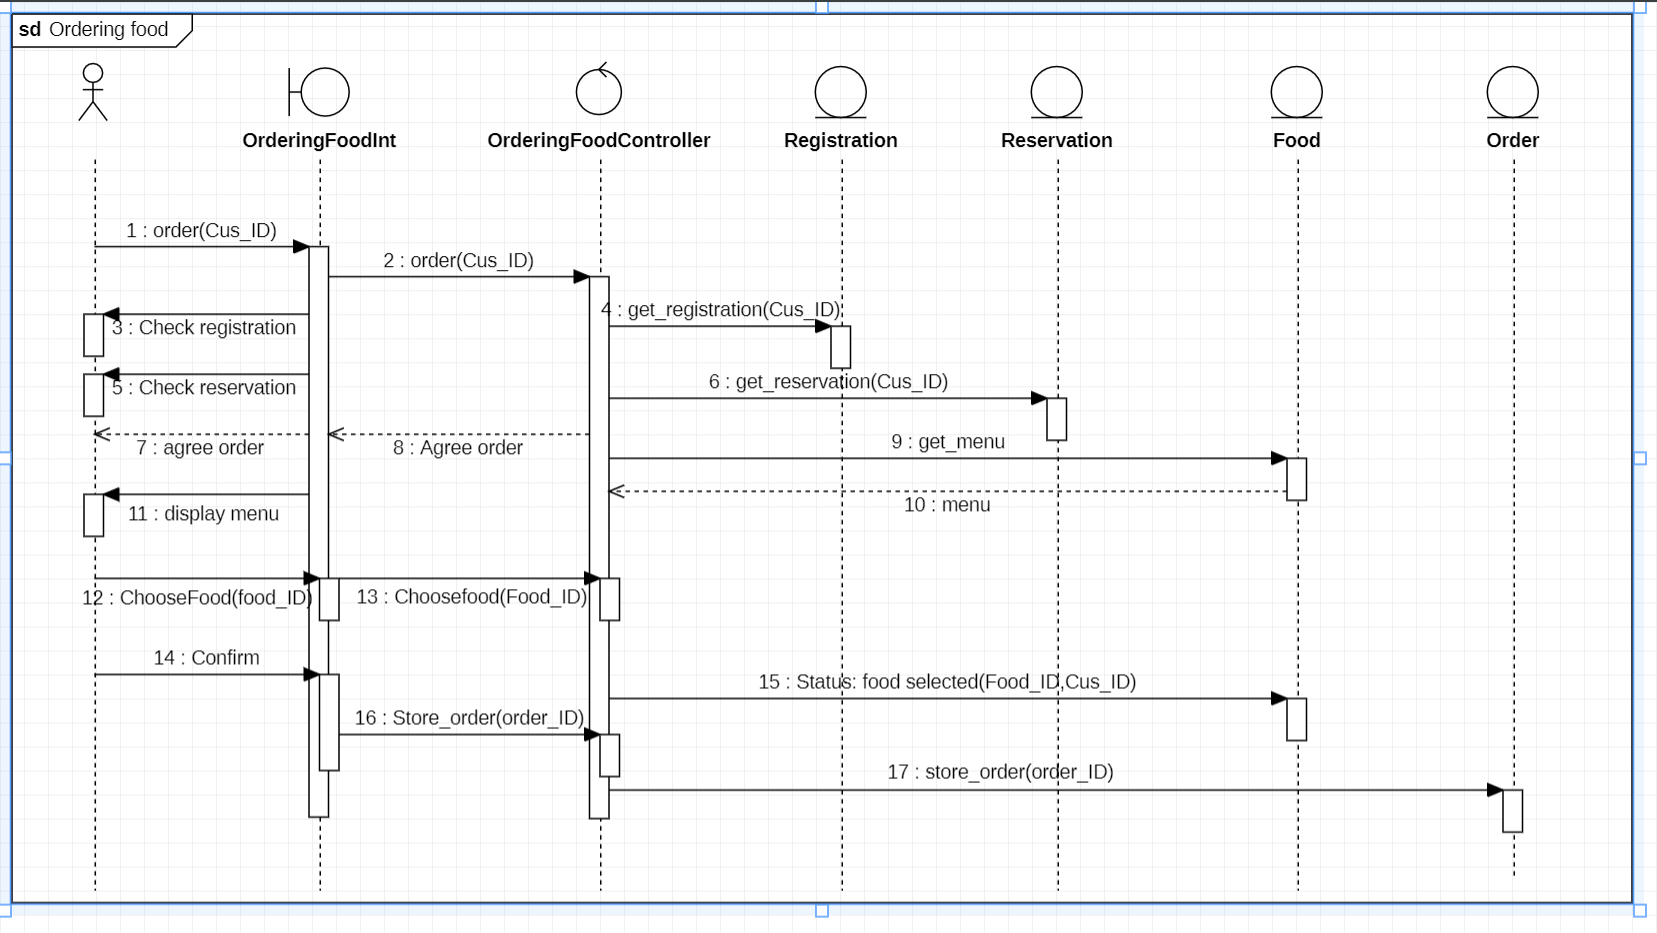 sd Ordering food
OrderingFoodInt
OrderingFoodController
Registration
Reservation
Food
Order
1 : order(Cus_ID)
2 : order(Cus_ID)
4 : get_registration(Cus_ID)
3 : Check registration
6 : get_reservation(Cus_ID)
5 : Check reservation
7 : agree order
8 : Agree order
9 : get_menu
10 : menu
11 : display menu
12 : ChooseFood(food_ID)
13 : Choosefood(Food_ID)
14 : Confirm
15 : Status: food selected(Food_ID,Cus_ID)
16 : Store_order(order_ID)
17 : store_order(order_ID)